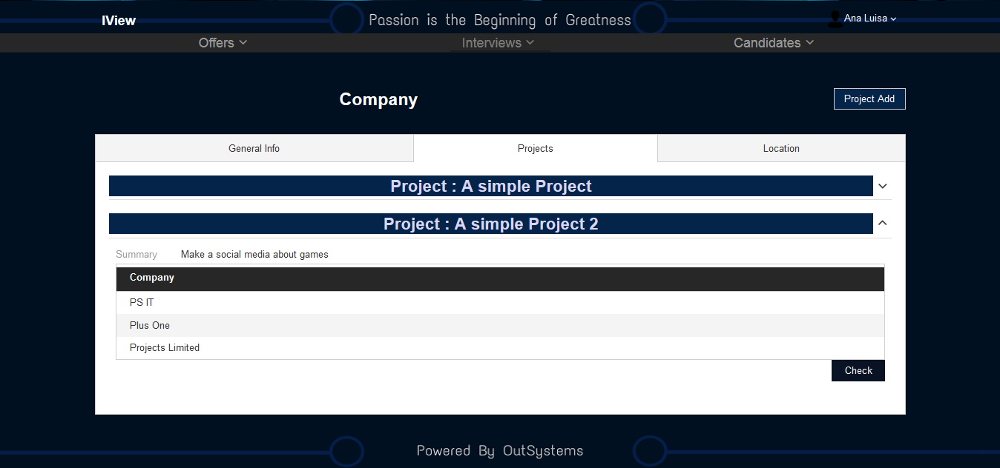 IView
Passion is the Beginning of Greatness
Ana Luisa
Offers
Interviews
Candidates
Company
Project Add
General Info
Projects
Location
Project : A simple Project
Project : A simple Project 2
Summary
Make a social media about games
Company
PS IT
Plus One
Projects Limited
Check
Powered By OutSystems